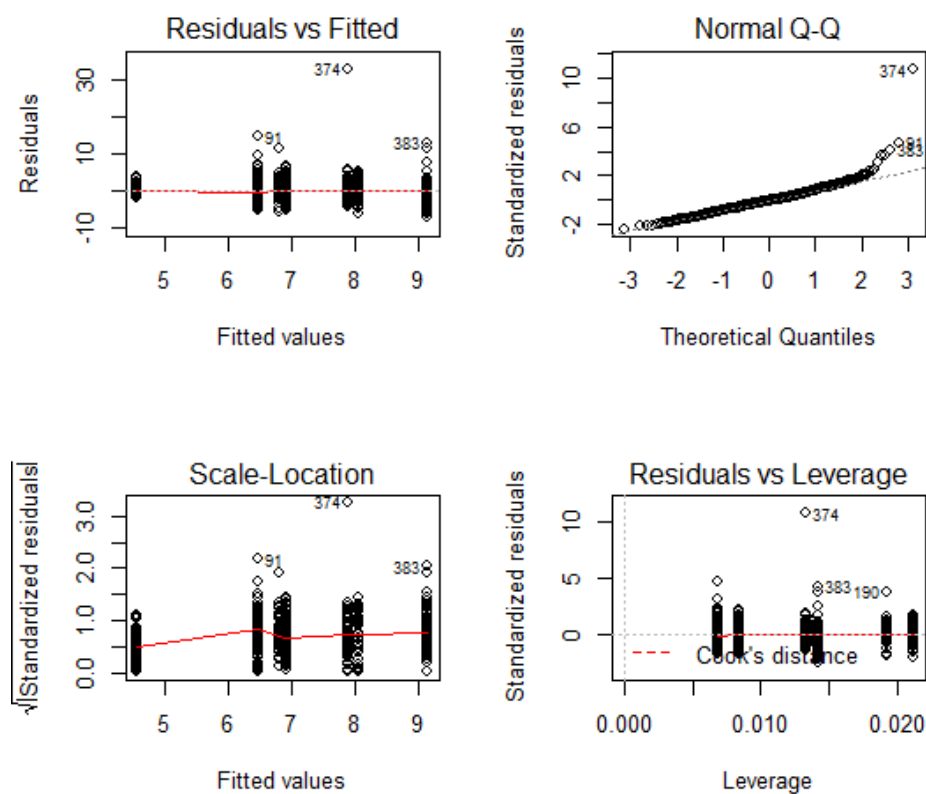 Residuals vs Fitted
Residuals
-10 10 30
374
91
383
5 6 7 8 9
Fitted values
Normal Q-Q
Standardized residuals
-2 2 6 10
374
91
383
-3 -2 -1 0 1 2 3
Theoretical Quantiles
Scale-Location
√|Standardized residuals|
0.0 1.0 2.0 3.0
374
91
383
5 6 7 8 9
Fitted values
Residuals vs Leverage
Standardized residuals
0 5 10
374
383
190
Cook's distance
0.000 0.010 0.020
Leverage